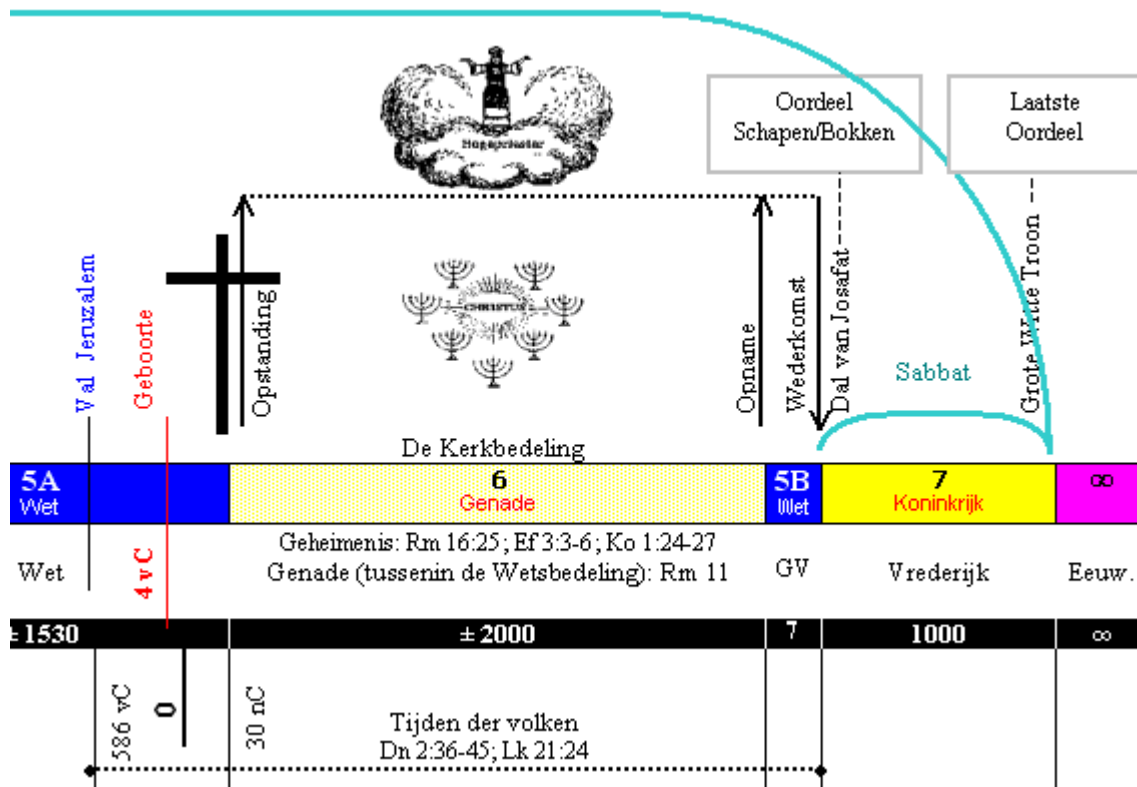 Hogepriester
Oordeel
Schapen/Bokken
Laatste
Oordeel
Val Jeruzalem
Geboorte
Opstanding
CHRISTUS
Opname
Wederkomst
Dal van Josafat
Grote Witte Troon
Sabbat
De Kerkbedeling
5A
Wet
6
Genade
5B
Wet
7
Koninkrijk
∞
Wet
4 vC
Geheimenis: Rm 16:25; Ef 3:3-6; Ko 1:24-27
Genade (tussenin de Wetsbedeling): Rm 11
GV
Vrederijk
Eeuw.
± 1530
± 2000
7
1000
∞
586 vC
0
30 nC
Tijden der volken
Dn 2:36-45; Lk 21:24